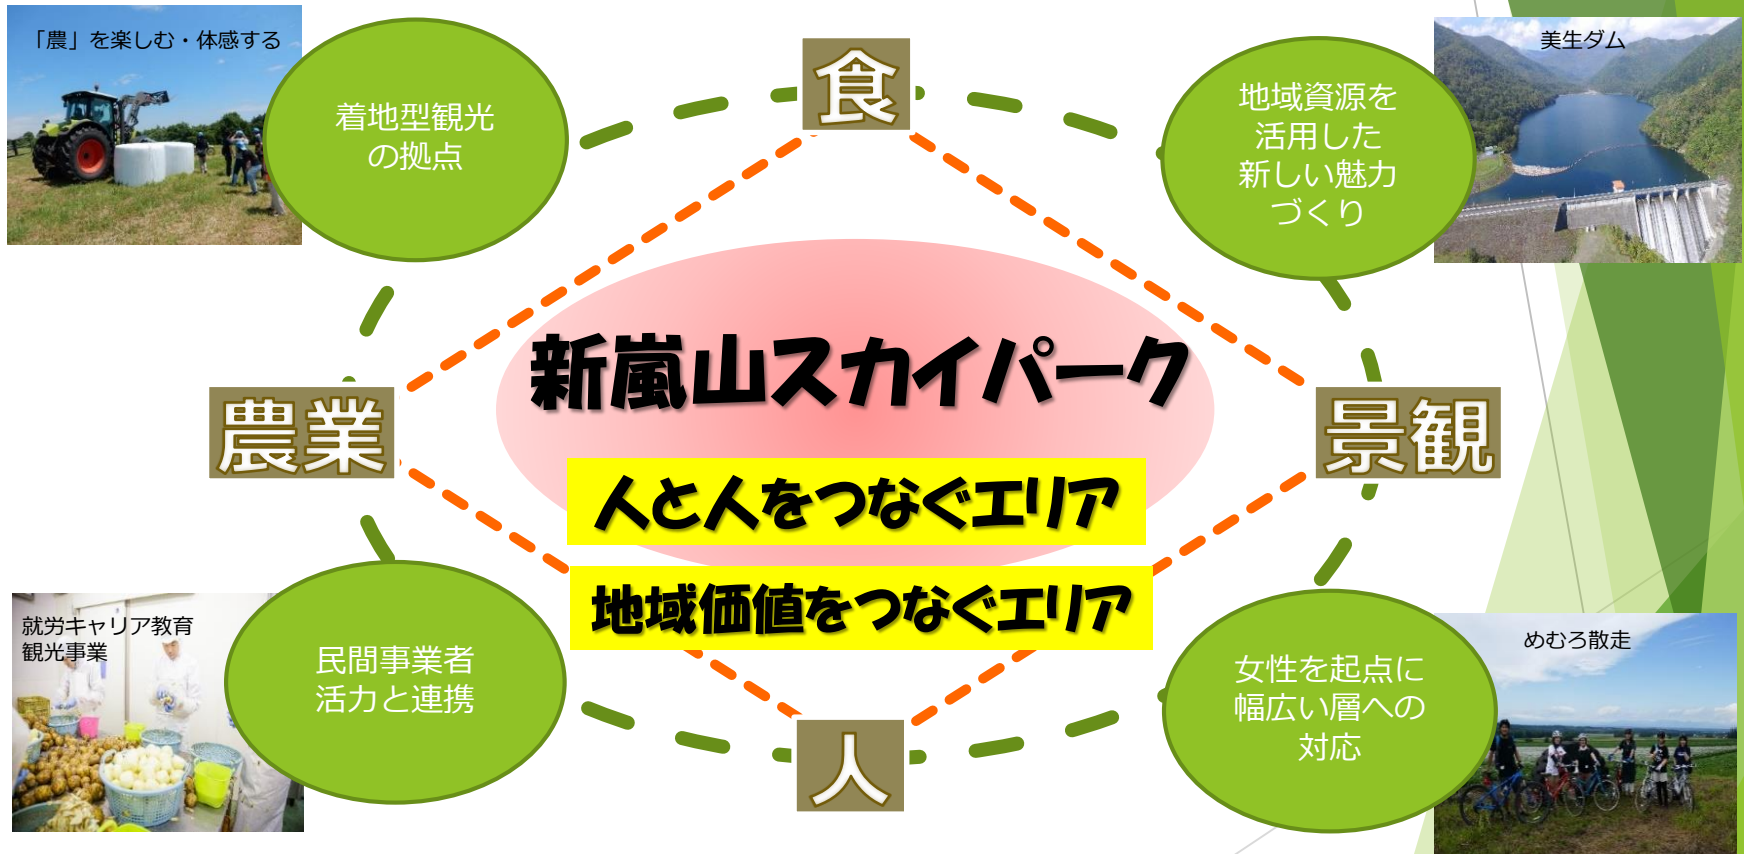 「農」を楽しむ・体感する
着地型観光
の拠点
食
地域資源を
活用した
新しい魅力
づくり
美生ダム
新嵐山スカイパーク
農業
景観
人と人をつなぐエリア
地域価値をつなぐエリア
就労キャリア教育
観光事業
民間事業者
活力と連携
人
女性を起点に
幅広い層への
対応
めむろ散走